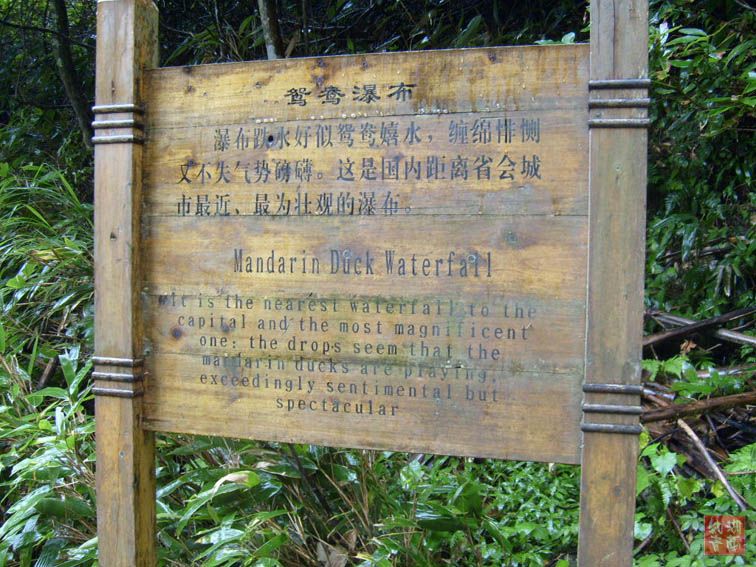 鸳鸯瀑布
瀑布跌水好似鸳鸯嬉水，缠绵悱恻
又不失气势磅礴。这是国内距离省会城
市最近、最为壮观的瀑布。
Mandarin Duck Waterfall
It is the nearest waterfall to the
capital and the most magnificent
one: the drops seem that the
mandarin ducks are playing,
exceedingly sentimental but
spectacular